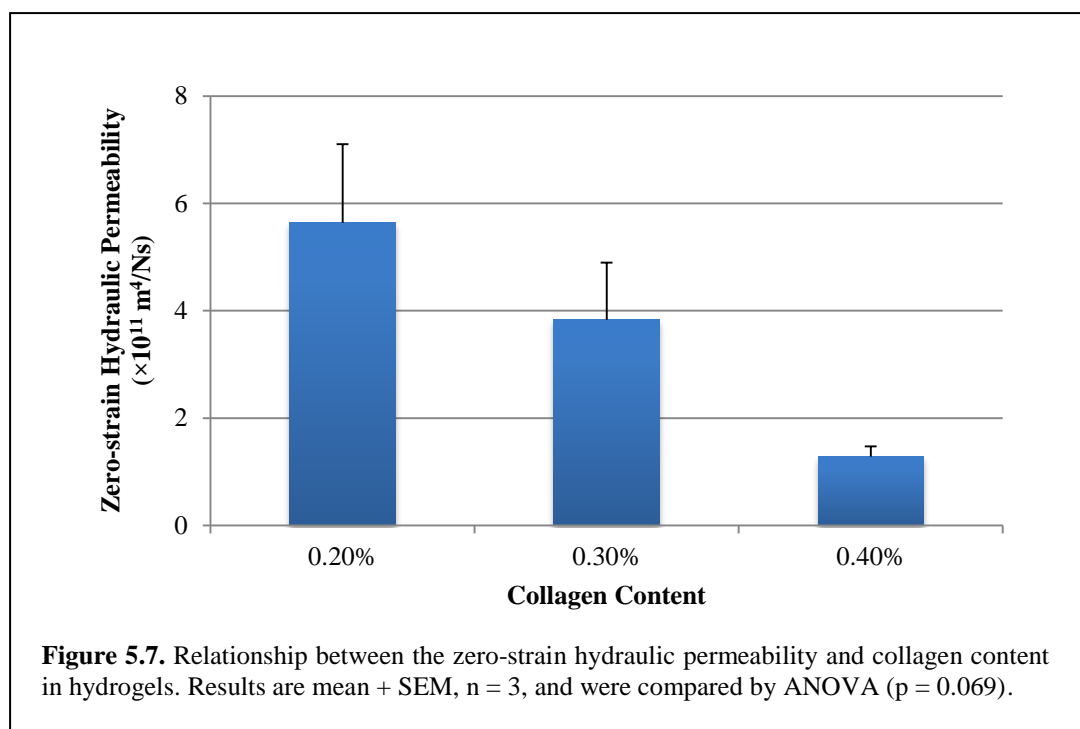 8
6
4
2
0
Zero-strain Hydraulic Permeability
(×10¹¹ m⁴/Ns)
0.20%
0.30%
0.40%
Collagen Content
Figure 5.7. Relationship between the zero-strain hydraulic permeability and collagen content
in hydrogels. Results are mean + SEM, n = 3, and were compared by ANOVA (p = 0.069).